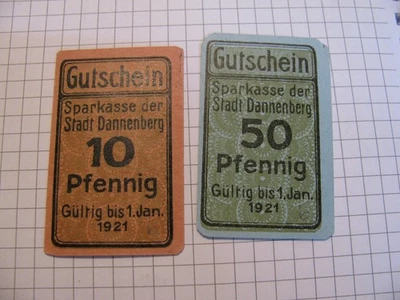 Gutschein
Sparkasse der
Stadt Dannenberg
10
Pfennig
Gültig bis 1. Jan.
1921
Gutschein
Sparkasse der
Stadt Dannenberg
50
Pfennig
Gültig bis 1. Jan.
1921